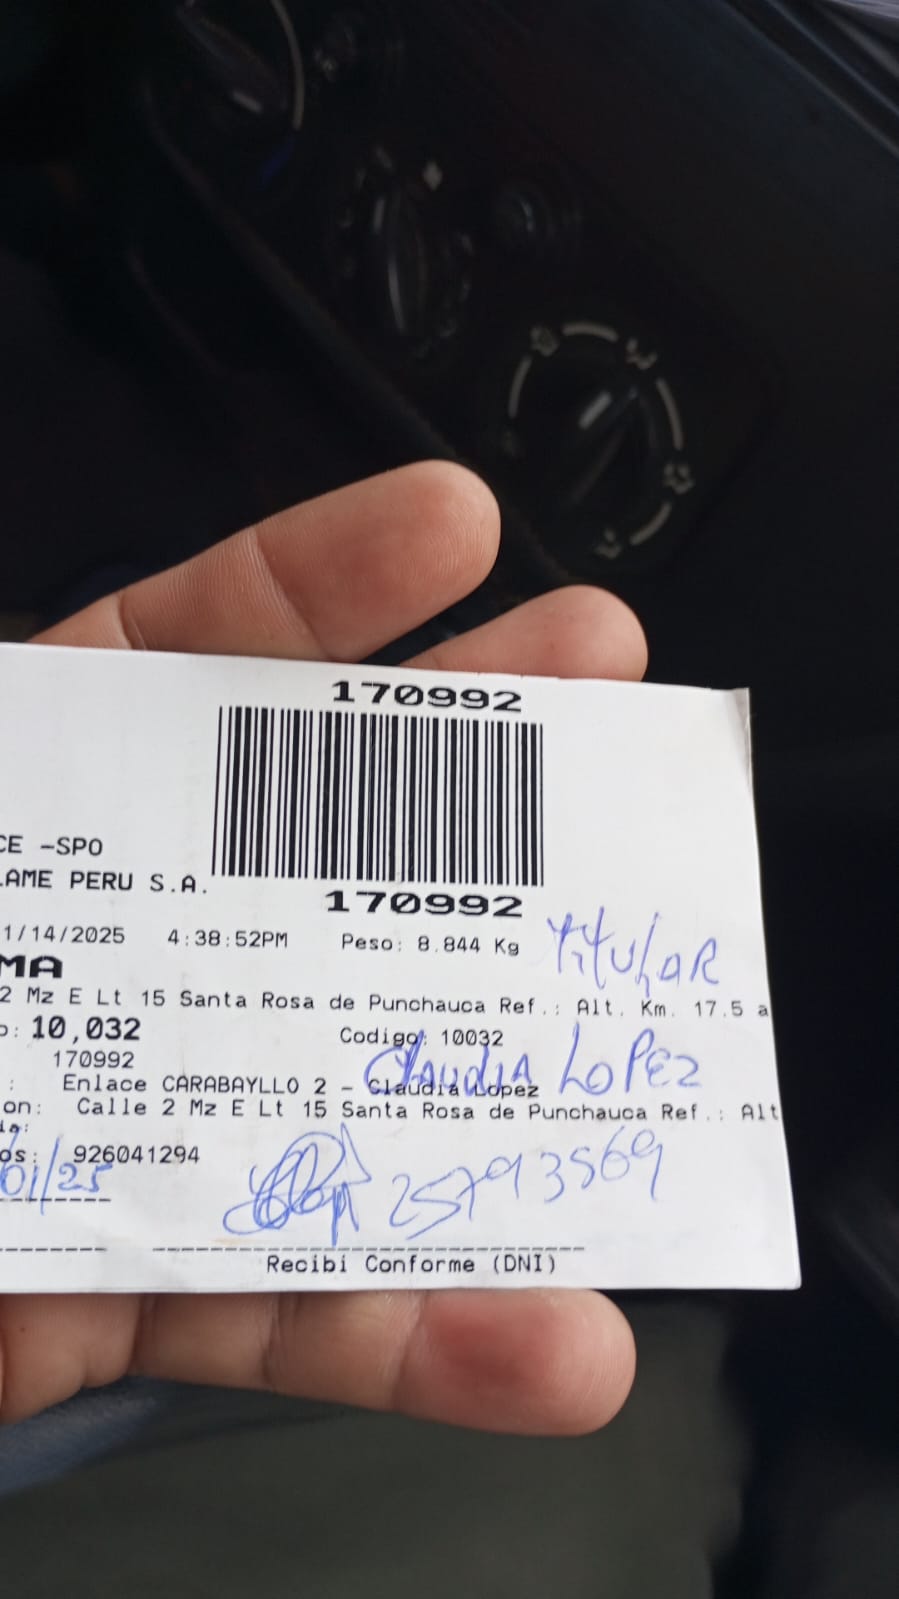 170992
CE -SPO
LAME PERU S.A.
170992
1/14/2025 4:38:52PM Peso: 8.844 Kg
TiTULAR
MA
2 Mz E Lt 15 Santa Rosa de Punchauca Ref.: Alt. Km. 17.5 a
o: 10,032 Codigo: 10032
170992
CLAUDIA LOPEZ
: Enlace CARABAYLLO 2 - Claudia Lopez
on: Calle 2 Mz E Lt 15 Santa Rosa de Punchauca Ref.: Alt
ia:
os: 926041294
01/25
25793569
Recibi Conforme (DNI)